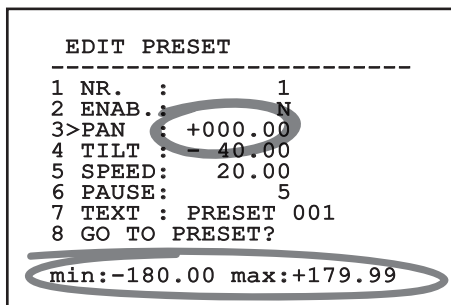 EDIT PRESET
-------------------------
1 NR. : 1
2 ENAB.: N
3>PAN : +000.00
4 TILT : - 40.00
5 SPEED: 20.00
6 PAUSE: 5
7 TEXT : PRESET 001
8 GO TO PRESET?
min:-180.00 max:+179.99